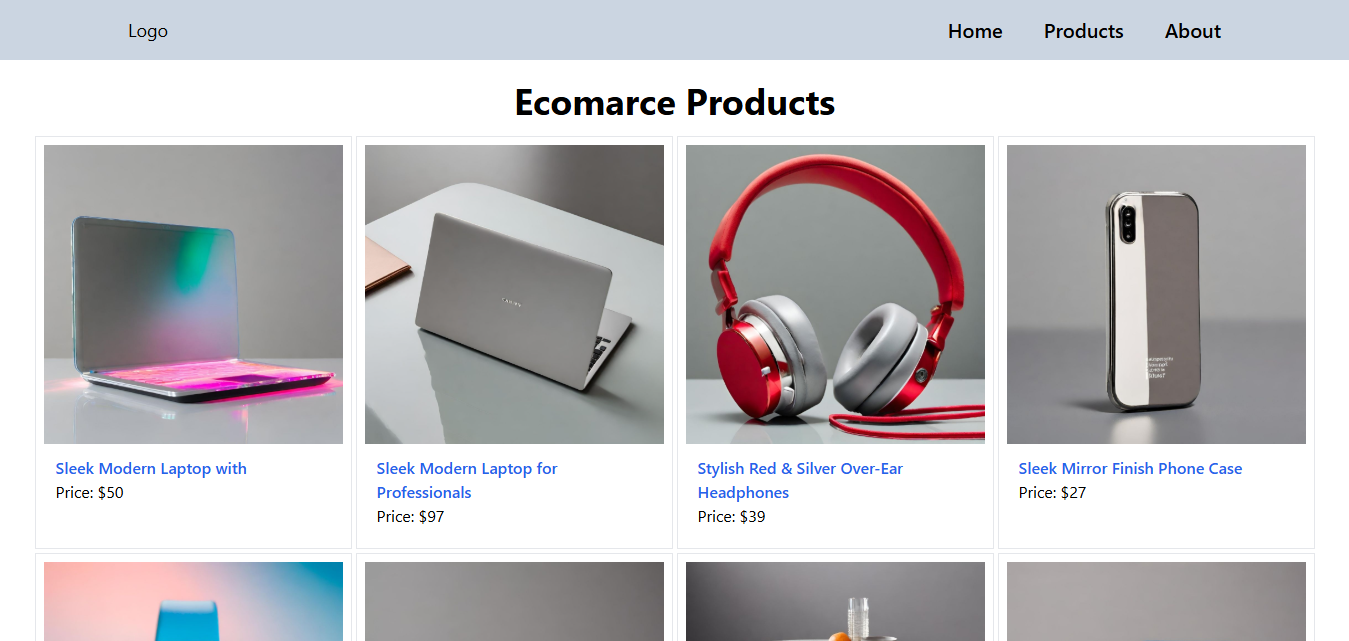 Logo
Home Products About
Ecomarce Products
Sleek Modern Laptop with
Price: $50
Sleek Modern Laptop for
Professionals
Price: $97
Stylish Red & Silver Over-Ear
Headphones
Price: $39
Sleek Mirror Finish Phone Case
Price: $27